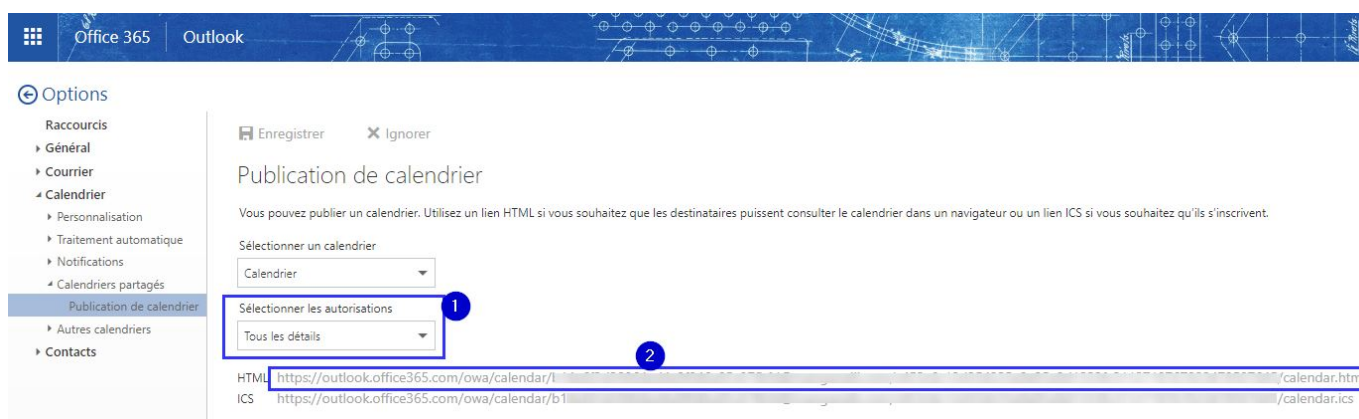 Office 365 Outlook
Options
Raccourcis
Général
Courrier
Calendrier
Personnalisation
Traitement automatique
Notifications
Calendriers partagés
Publication de calendrier
Autres calendriers
Contacts
Enregistrer Ignorer
Publication de calendrier
Vous pouvez publier un calendrier. Utilisez un lien HTML si vous souhaitez que les destinataires puissent consulter le calendrier dans un navigateur ou un lien ICS si vous souhaitez qu'ils s'inscrivent.
Sélectionner un calendrier
Calendrier
Sélectionner les autorisations 1
Tous les détails
2
HTML https://outlook.office365.com/owa/calendar/ /calendar.htm
ICS https://outlook.office365.com/owa/calendar/b1 /calendar.ics